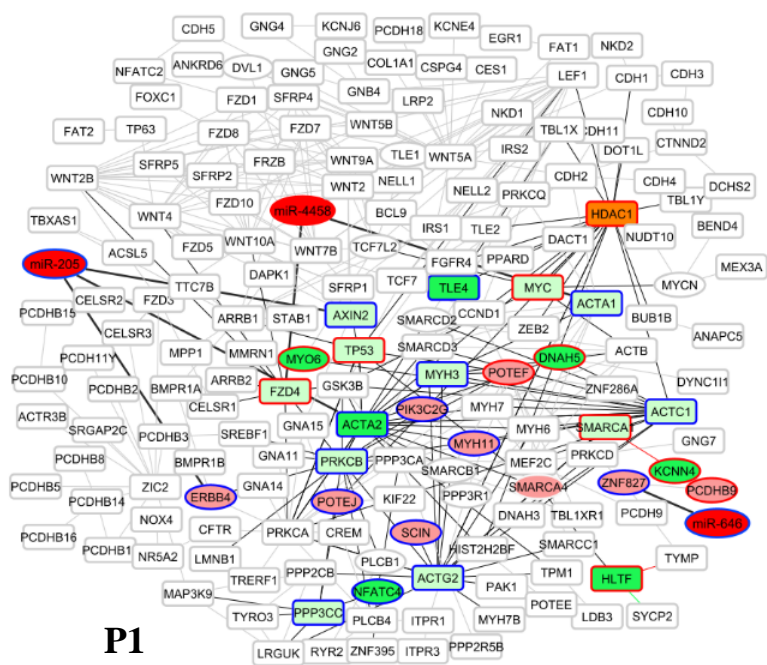 GNG4 KCNJ6 KCNE4
CDH5 PCDH18 EGR1
GNG2 FAT1 NKD2
NFATC2 ANKRD6 DVL1 COL1A1 CSPG4 CES1
GNG5 LEF1 CDH1 CDH3
FOXC1 FZD1 SFRP4 GNB4 LRP2
CDH10
FAT2 TP63 FZD8 FZD7 WNT5B NKD1 TBL1X CDH11
CTNND2
SFRP5 FRZB WNT9A TLE1 WNT5A IRS2 DOT1L
WNT2B SFRP2 WNT2 NELL1 CDH2 CDH4 DCHS2
NELL2 PRKCQ TBL1Y
FZD10 miR-4458 BCL9 HDAC1
TBXAS1 WNT4 IRS1 TLE2 BEND4
ACSL5 FZD5 WNT10A WNT7B TCF7L2 DACT1 NUDT10
miR-205 DAPK1 FGFR4 PPARD MEX3A
TTC7B SFRP1 TCF7 TLE4 MYC MYCN
CELSR2 FZD3 ACTA1
PCDHB15 ARRB1 STAB1 AXIN2 SMARCD2 CCND1 BUB1B
CELSR3 ZEB2 ANAPC5
PCDH11Y MPP1 MMRN1 MYO6 TP53 SMARCD3 DNAH5 ACTB
PCDHB10 PCDHB2 BMPR1A ARRB2 MYH3 POTEF DYNC1I1
CELSR1 FZD4 GSK3B ZNF286A
ACTR3B PIK3C2G MYH7 ACTC1
SRGAP2C PCDHB3 SREBF1 GNA15 ACTA2 MYH6 SMARCA
MYH11 GNG7
PCDHB8 BMPR1B GNA11 PRKCB PPP3CA MEF2C PRKCD
SMARCB1 KCNN4
PCDHB5 ZIC2 ERBB4 GNA14 SMARCA4 ZNF827 PCDHB9
PCDHB14 POTEJ KIF22 PPP3R1
NOX4 DNAH3 TBL1XR1 PCDH9 miR-646
PCDHB16 CFTR PRKCA CREM SCIN
PCDHB1 NR5A2 LMNB1 HIST2H2BF SMARCC1
PLCB1 TYMP
TRERF1 PPP2CB ACTG2 TPM1 HLTF
MAP3K9 NFATC4 PAK1
TYRO3 PPP3CC PLCB4 ITPR1 MYH7B POTEE LDB3 SYCP2
P1 LRGUK RYR2 ZNF395 ITPR3 PPP2R5B